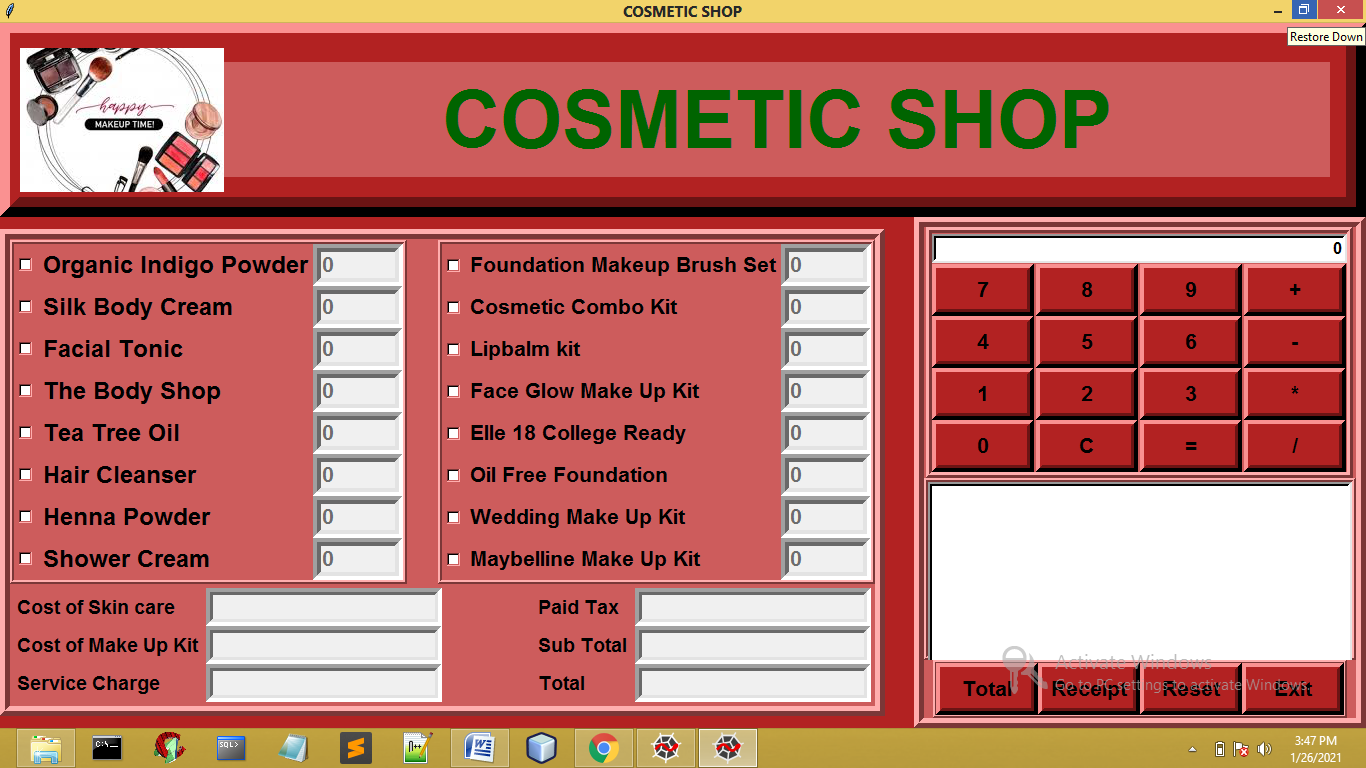 COSMETIC SHOP
Restore Down
happy
MAKEUP TIME!
COSMETIC SHOP
Organic Indigo Powder 0
Silk Body Cream 0
Facial Tonic 0
The Body Shop 0
Tea Tree Oil 0
Hair Cleanser 0
Henna Powder 0
Shower Cream 0
Foundation Makeup Brush Set 0
Cosmetic Combo Kit 0
Lipbalm kit 0
Face Glow Make Up Kit 0
Elle 18 College Ready 0
Oil Free Foundation 0
Wedding Make Up Kit 0
Maybelline Make Up Kit 0
Cost of Skin care
Cost of Make Up Kit
Service Charge
Paid Tax
Sub Total
Total
0
7 8 9 +
4 5 6 -
1 2 3 *
0 C = /
Activate Windows
Go to PC settings to activate Windows.
Total Receipt Reset Exit
3:47 PM
1/26/2021